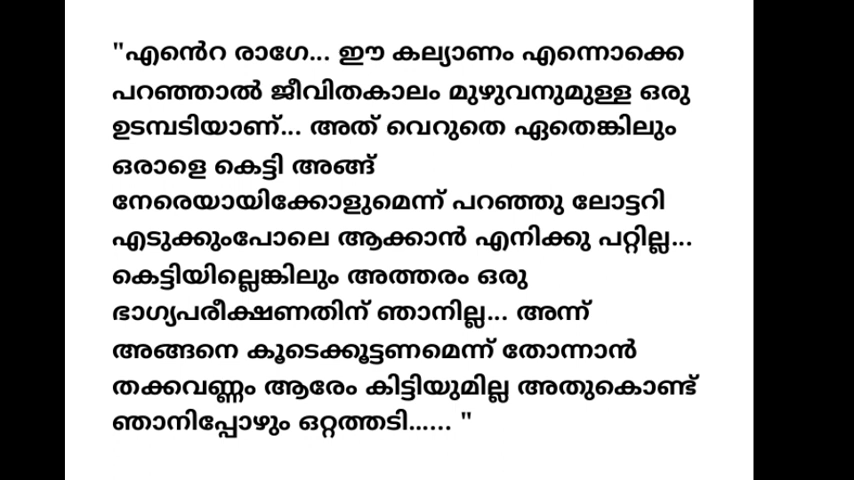 "എൻെറ രാഗേ... ഈ കല്യാണം എന്നൊക്കെ
പറഞ്ഞാൽ ജീവിതകാലം മുഴുവനുമുള്ള ഒരു
ഉടമ്പടിയാണ്... അത് വെറുതെ ഏതെങ്കിലും
ഒരാളെ കെട്ടി അങ്ങ്
നേരെയായിക്കോളുമെന്ന് പറഞ്ഞു ലോട്ടറി
എടുക്കുംപോലെ ആക്കാൻ എനിക്കു പറ്റില്ല...
കെട്ടിയില്ലെങ്കിലും അത്തരം ഒരു
ഭാഗ്യപരീക്ഷണതിന് ഞാനില്ല... അന്ന്
അങ്ങനെ കൂടെക്കൂട്ടണമെന്ന് തോന്നാൻ
തക്കവണ്ണം ആരേം കിട്ടിയുമില്ല അതുകൊണ്ട്
ഞാനിപ്പോഴും ഒറ്റത്തടി...... "